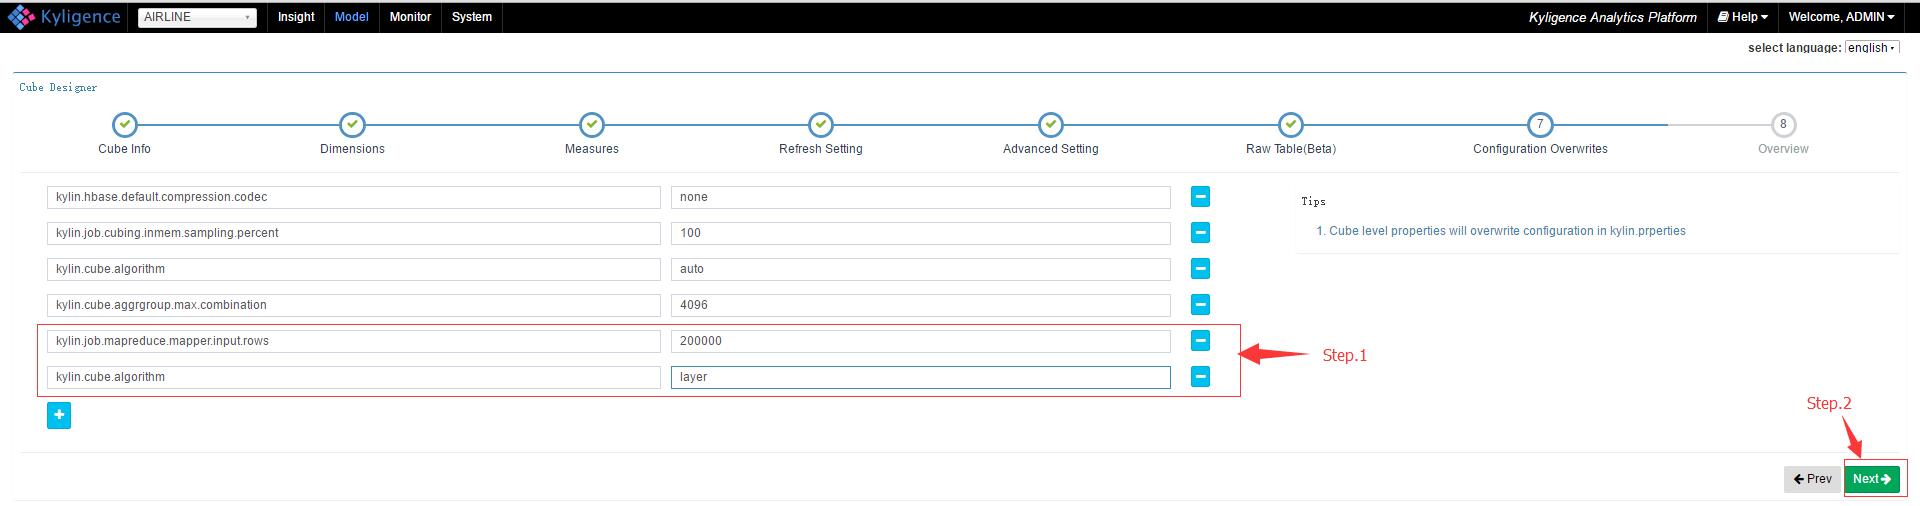 Kyligence AIRLINE Insight Model Monitor System Kyligence Analytics Platform Help Welcome, ADMIN
select language: english
Cube Designer
7 8
Cube Info Dimensions Measures Refresh Setting Advanced Setting Raw Table(Beta) Configuration Overwrites Overview
kylin.hbase.default.compression.codec none
Tips
kylin.job.cubing.inmem.sampling.percent 100
1. Cube level properties will overwrite configuration in kylin.prperties
kylin.cube.algorithm auto
kylin.cube.aggrgroup.max.combination 4096
kylin.job.mapreduce.mapper.input.rows 200000
Step.1
kylin.cube.algorithm layer
Step.2
Prev Next